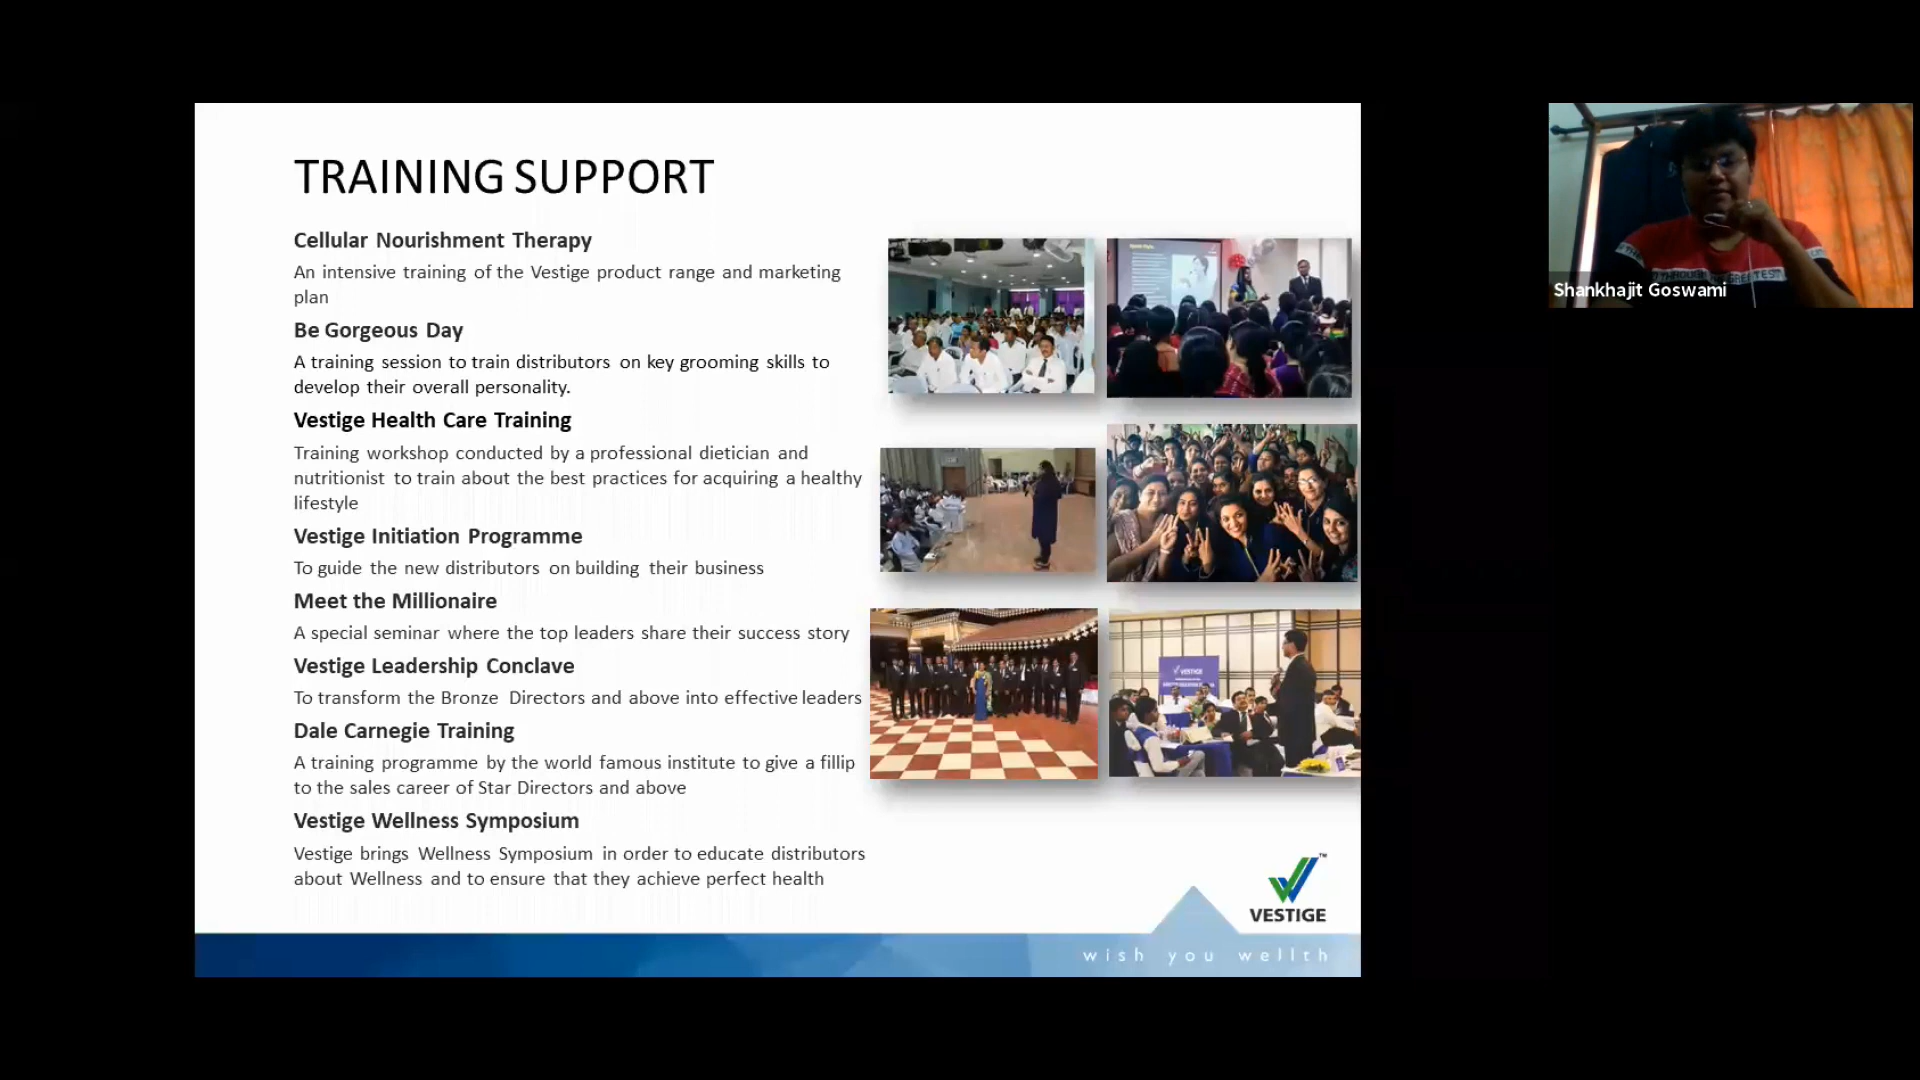 TRAINING SUPPORT
Cellular Nourishment Therapy
An intensive training of the Vestige product range and marketing
plan
Be Gorgeous Day
A training session to train distributors on key grooming skills to
develop their overall personality.
Vestige Health Care Training
Training workshop conducted by a professional dietician and
nutritionist to train about the best practices for acquiring a healthy
lifestyle
Vestige Initiation Programme
To guide the new distributors on building their business
Meet the Millionaire
A special seminar where the top leaders share their success story
Vestige Leadership Conclave
To transform the Bronze Directors and above into effective leaders
Dale Carnegie Training
A training programme by the world famous institute to give a fillip
to the sales career of Star Directors and above
Vestige Wellness Symposium
Vestige brings Wellness Symposium in order to educate distributors
about Wellness and to ensure that they achieve perfect health
VESTIGE
VESTIGE
TM
wish you wellth
Shankhajit Goswami